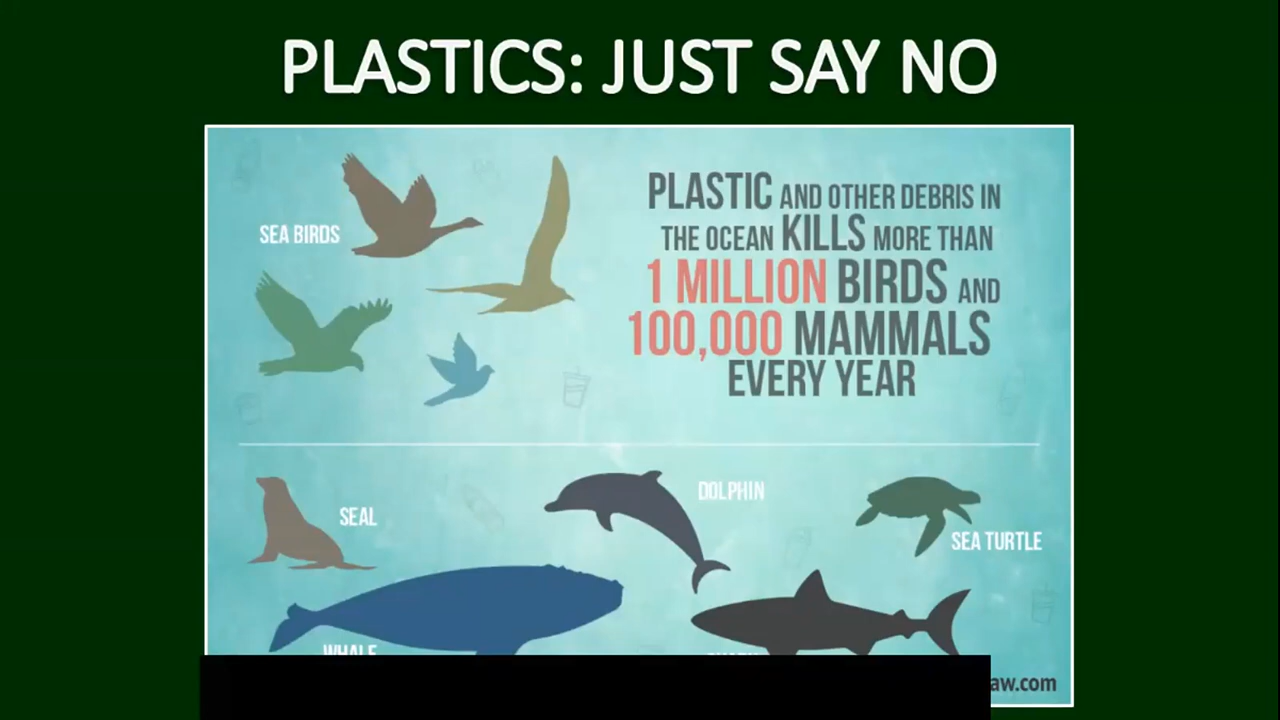 PLASTICS: JUST SAY NO
SEA BIRDS
PLASTIC AND OTHER DEBRIS IN
THE OCEAN KILLS MORE THAN
1 MILLION BIRDS AND
100,000 MAMMALS
EVERY YEAR
SEAL
DOLPHIN
SEA TURTLE
WHALE
aw.com